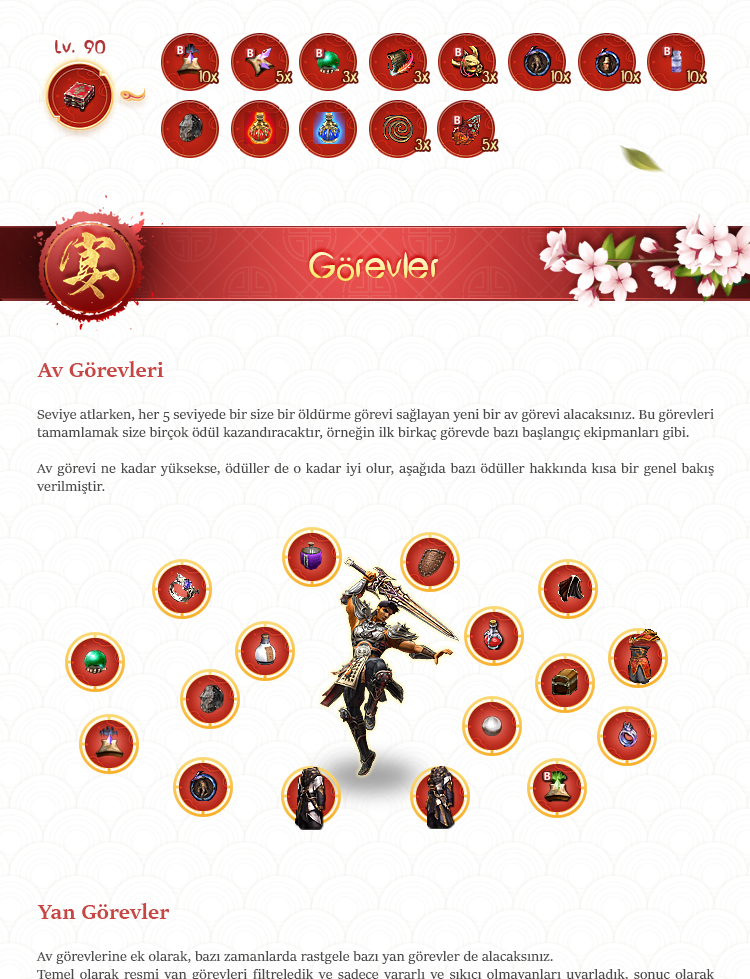 Lv. 90
B 10x
B 5x
B 3x
3x
B 3x
10x
10x
B 10x
3x
B 5x
宴
Görevler
Av Görevleri
Seviye atlarken, her 5 seviyede bir size bir öldürme görevi sağlayan yeni bir av görevi alacaksınız. Bu görevleri
tamamlamak size birçok ödül kazandıracaktır, örneğin ilk birkaç görevde bazı başlangıç ekipmanları gibi.
Av görevi ne kadar yüksekse, ödüller de o kadar iyi olur, aşağıda bazı ödüller hakkında kısa bir genel bakış
verilmiştir.
B
Yan Görevler
Av görevlerine ek olarak, bazı zamanlarda rastgele bazı yan görevler de alacaksınız.
Temel olarak resmi yan görevleri filtreledik ve sadece yararlı ve sıkıcı olmayanları uyarladık, sonuç olarak